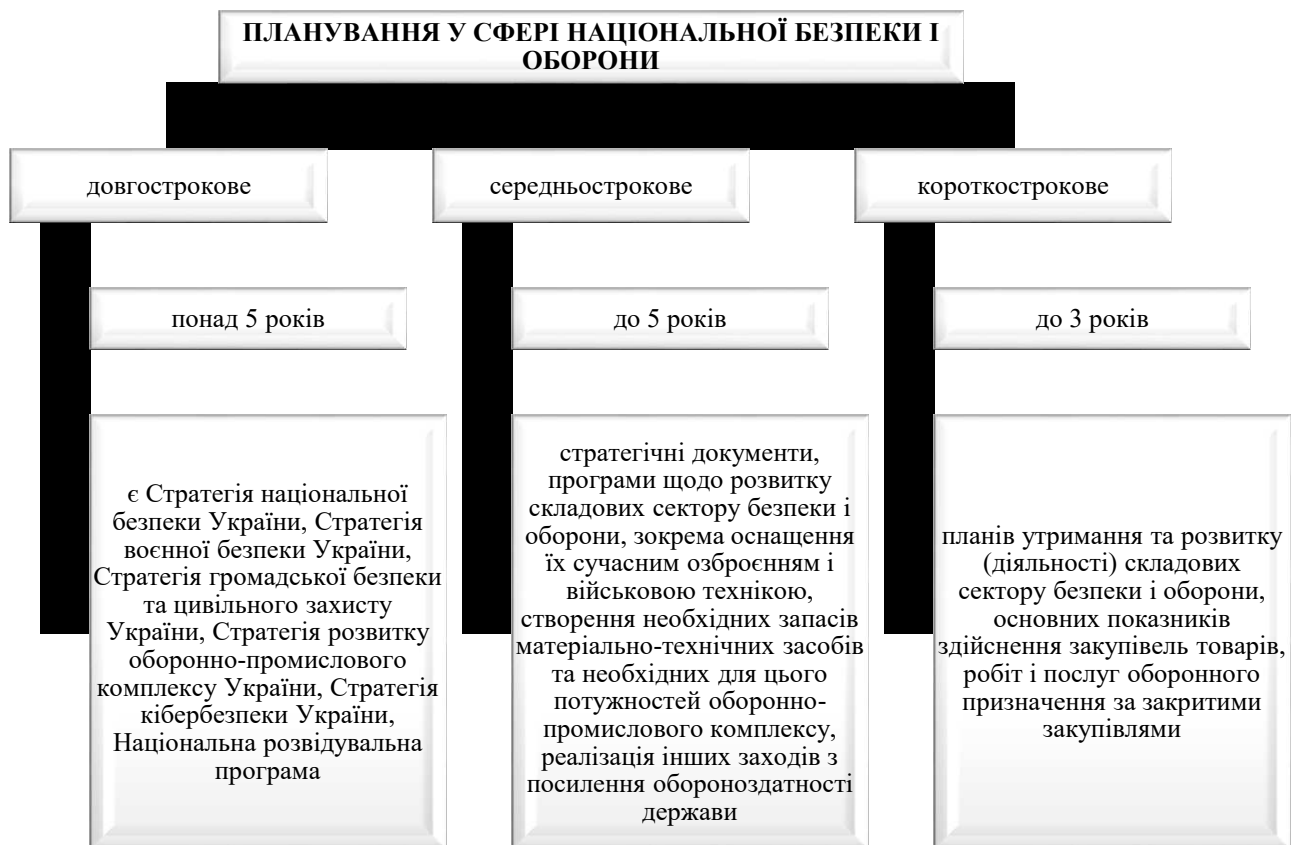 ПЛАНУВАННЯ У СФЕРІ НАЦІОНАЛЬНОЇ БЕЗПЕКИ І
ОБОРОНИ
довгострокове
понад 5 років
є Стратегія національної
безпеки України, Стратегія
воєнної безпеки України,
Стратегія громадської безпеки
та цивільного захисту
України, Стратегія розвитку
оборонно-промислового
комплексу України, Стратегія
кібербезпеки України,
Національна розвідувальна
програма
середньострокове
до 5 років
стратегічні документи,
програми щодо розвитку
складових сектору безпеки і
оборони, зокрема оснащення
їх сучасним озброєнням і
військовою технікою,
створення необхідних запасів
матеріально-технічних засобів
та необхідних для цього
потужностей оборонно-
промислового комплексу,
реалізація інших заходів з
посилення обороноздатності
держави
короткострокове
до 3 років
планів утримання та розвитку
(діяльності) складових
сектору безпеки і оборони,
основних показників
здійснення закупівель товарів,
робіт і послуг оборонного
призначення за закритими
закупівлями